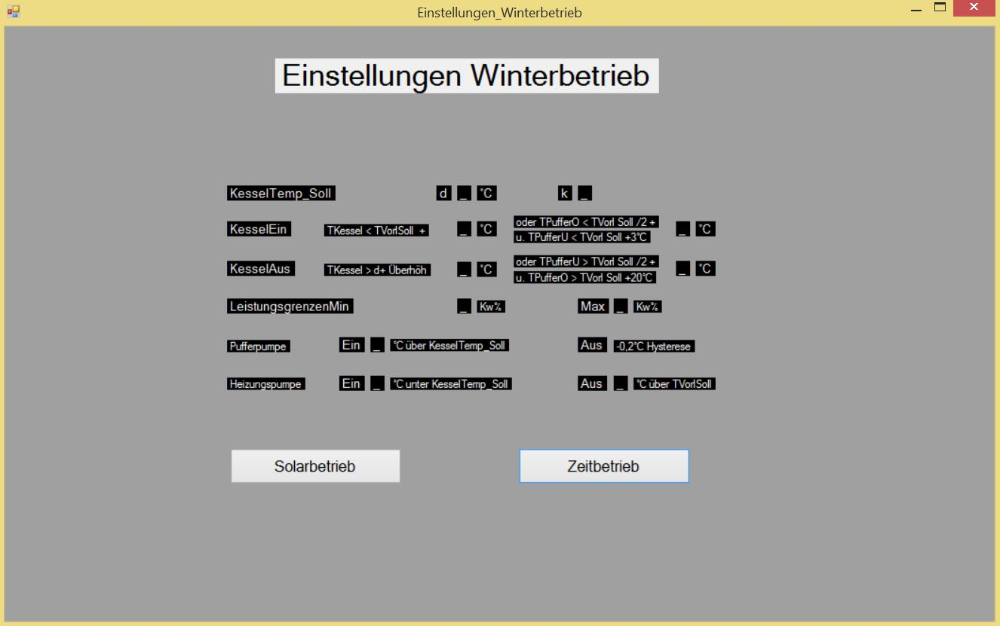 Einstellungen_Winterbetrieb
Einstellungen Winterbetrieb
KesselTemp_Soll d _ °C k _
KesselEin TKessel < TVorlSoll + _ °C oder TPufferO < TVorl Soll /2 + _ °C
u. TPufferU < TVorl Soll +3°C
KesselAus TKessel > d+ Überhöh _ °C oder TPufferU > TVorl Soll /2 + _ °C
u. TPufferO > TVorl Soll +20°C
LeistungsgrenzenMin _ Kw% Max _ Kw%
Pufferpumpe Ein _ °C über KesselTemp_Soll Aus -0,2°C Hysterese
Heizungspumpe Ein _ °C unter KesselTemp_Soll Aus _ °C über TVorlSoll
Solarbetrieb Zeitbetrieb